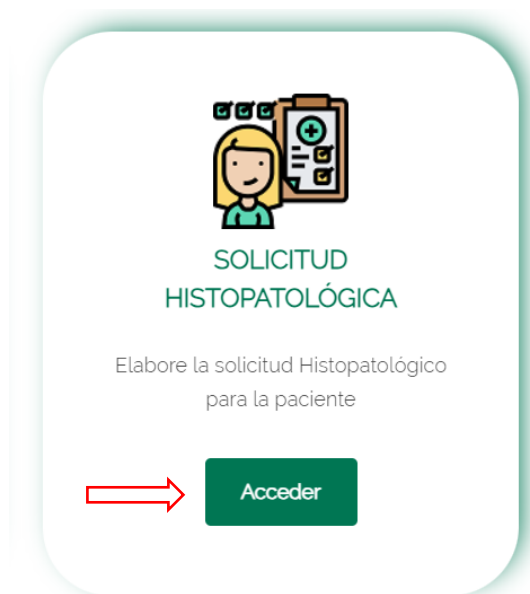 SOLICITUD
HISTOPATOLÓGICA
Elabore la solicitud Histopatológico
para la paciente
Acceder